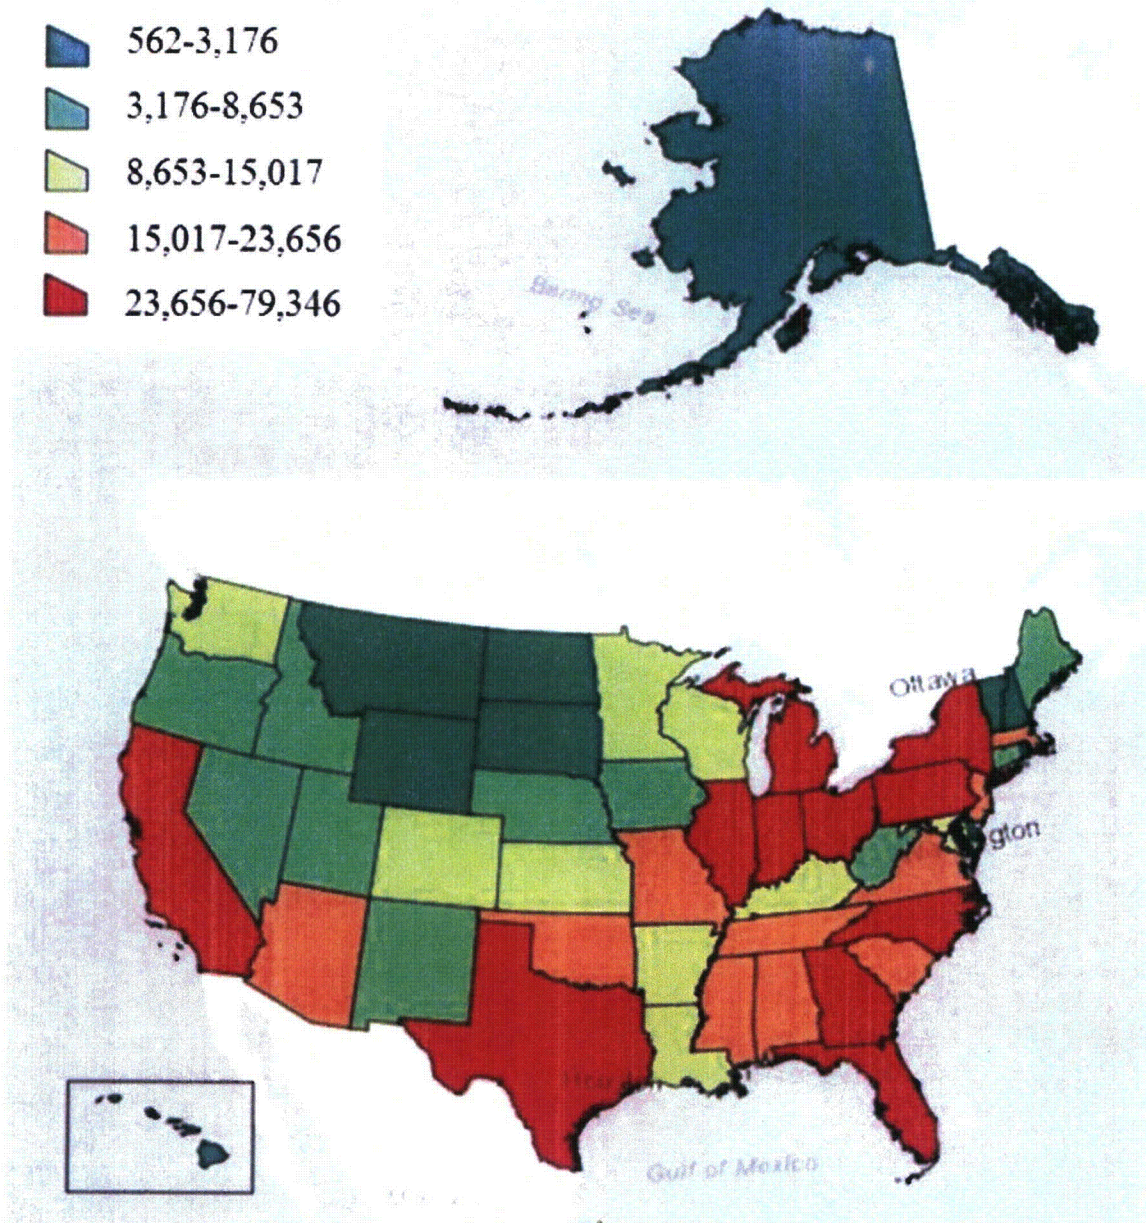 562-3,176
3,176-8,653
8,653-15,017
15,017-23,656
23,656-79,346
Bering Sea
Ottawa
gton
Gulf of Mexico